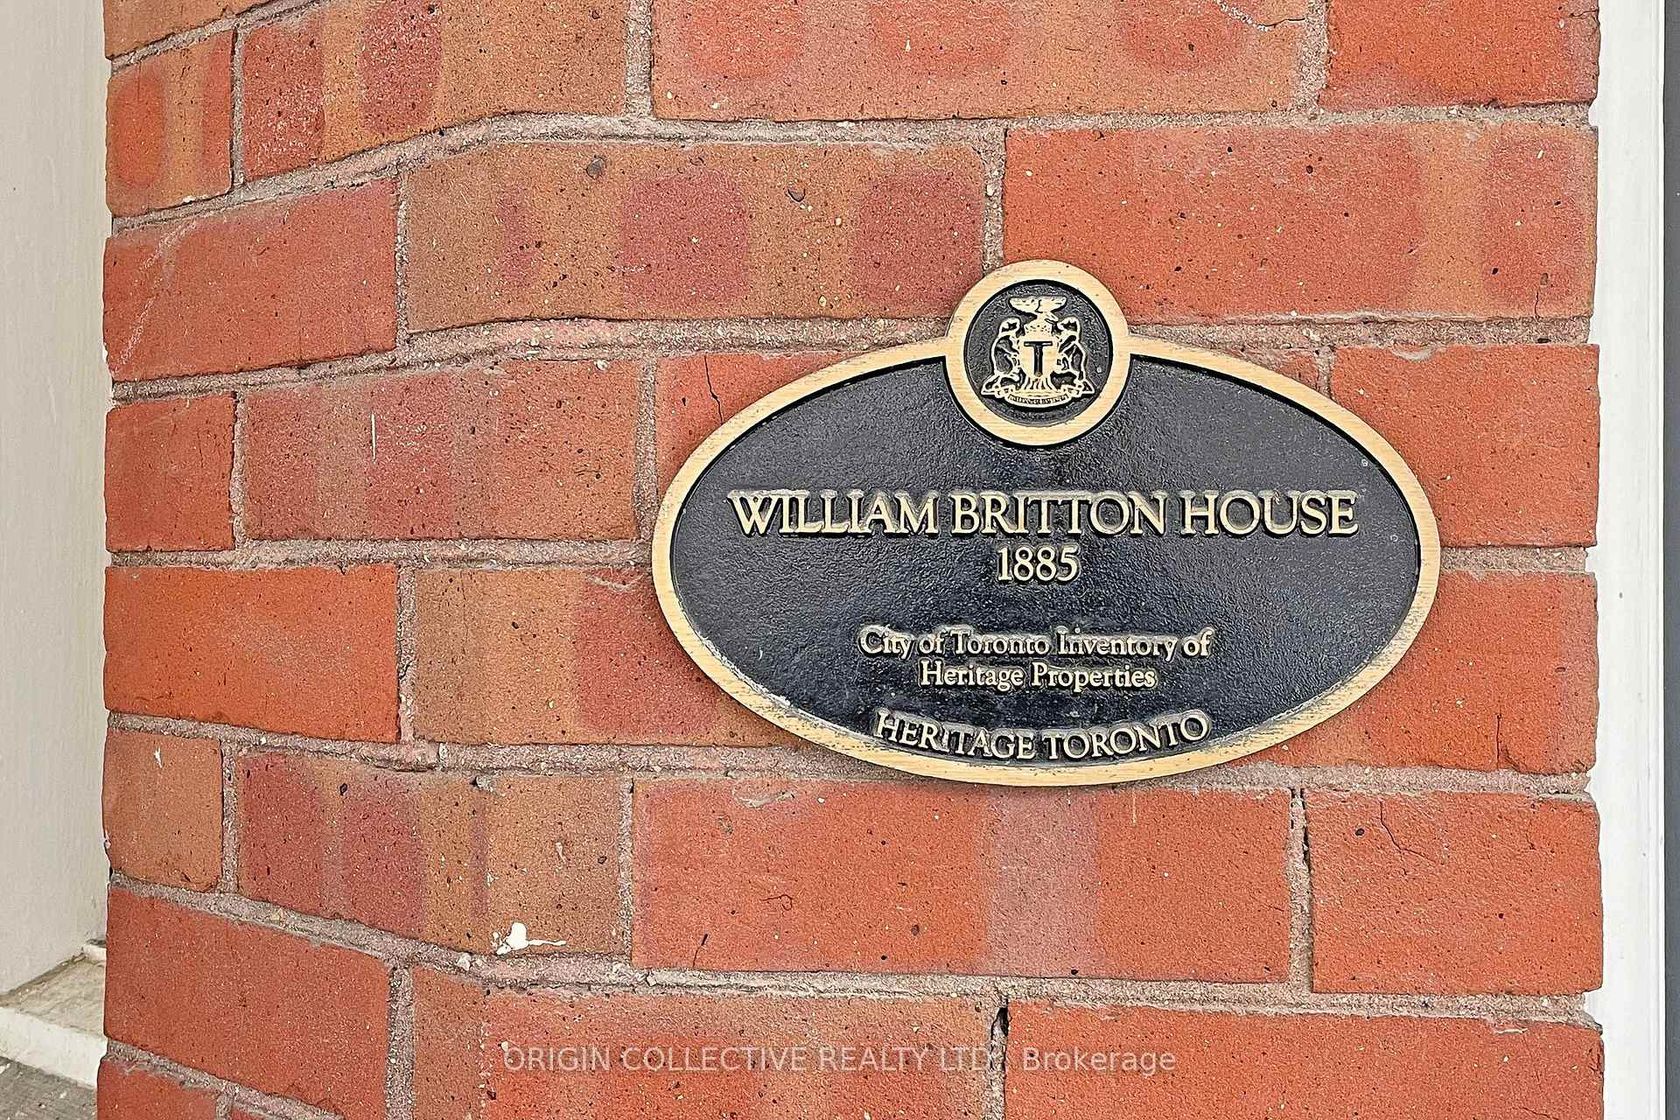 T
WILLIAM BRITTON HOUSE
1885
City of Toronto Inventory of
Heritage Properties
HERITAGE TORONTO
ORIGIN COLLECTIVE REALTY LTD., Brokerage